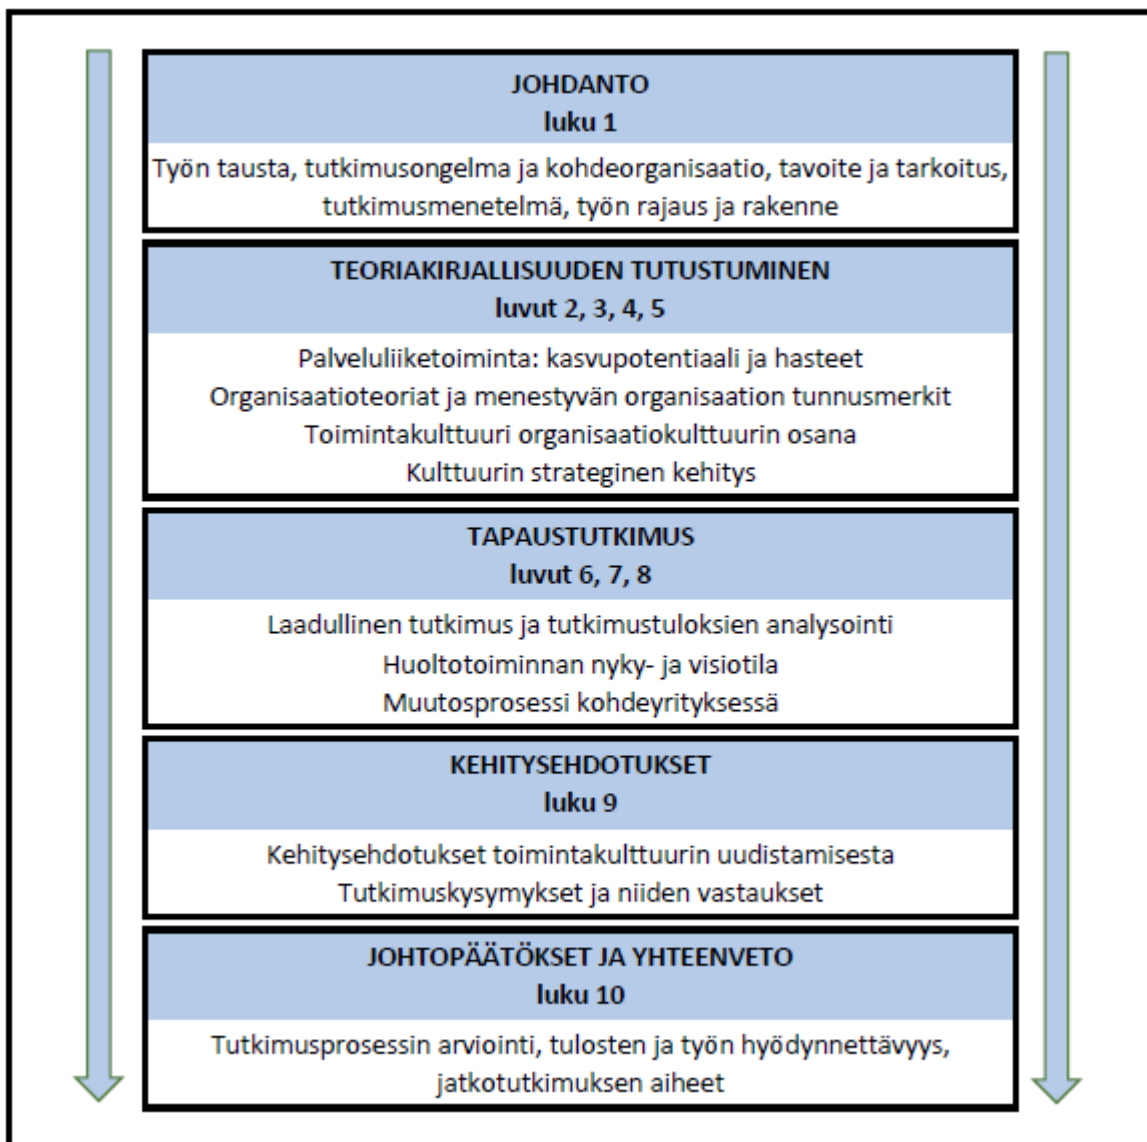 JOHDANTO
luku 1
Työn tausta, tutkimusongelma ja kohdeorganisaatio, tavoite ja tarkoitus,
tutkimusmenetelmä, työn rajaus ja rakenne
TEORIAKIRJALLISUUDEN TUTUSTUMINEN
luvut 2, 3, 4, 5
Palveluliiketoiminta: kasvupotentiaali ja hasteet
Organisaatioteoriat ja menestyvän organisaation tunnusmerkit
Toimintakulttuuri organisaatiokulttuurin osana
Kulttuurin strateginen kehitys
TAPAUSTUTKIMUS
luvut 6, 7, 8
Laadullinen tutkimus ja tutkimustuloksien analysointi
Huoltotoiminnan nyky- ja visiotila
Muutosprosessi kohdeyrityksessä
KEHITYSEHDOTUKSET
luku 9
Kehitysehdotukset toimintakulttuurin uudistamisesta
Tutkimuskysymykset ja niiden vastaukset
JOHTOPÄÄTÖKSET JA YHTEENVETO
luku 10
Tutkimusprosessin arviointi, tulosten ja työn hyödynnettävyys,
jatkotutkimuksen aiheet